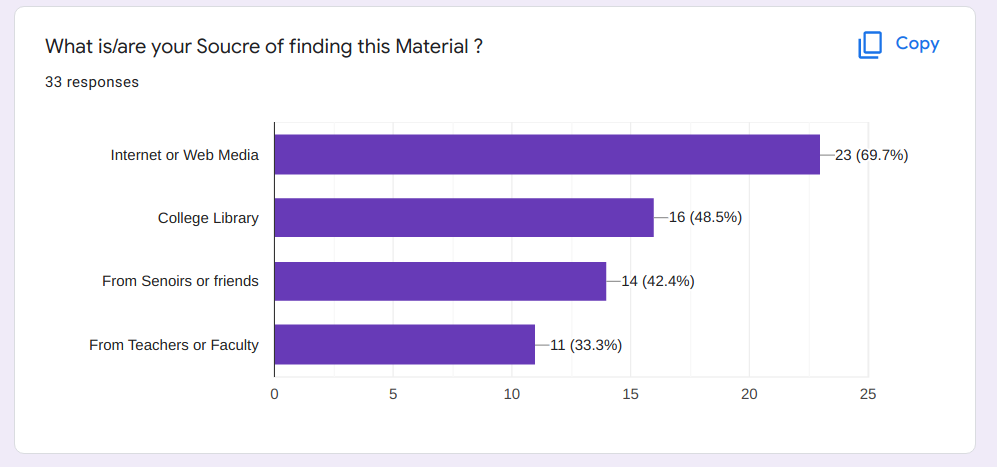 What is/are your Soucre of finding this Material ?
Copy
33 responses
Internet or Web Media
23 (69.7%)
College Library
16 (48.5%)
From Senoirs or friends
14 (42.4%)
From Teachers or Faculty
11 (33.3%)
0 5 10 15 20 25